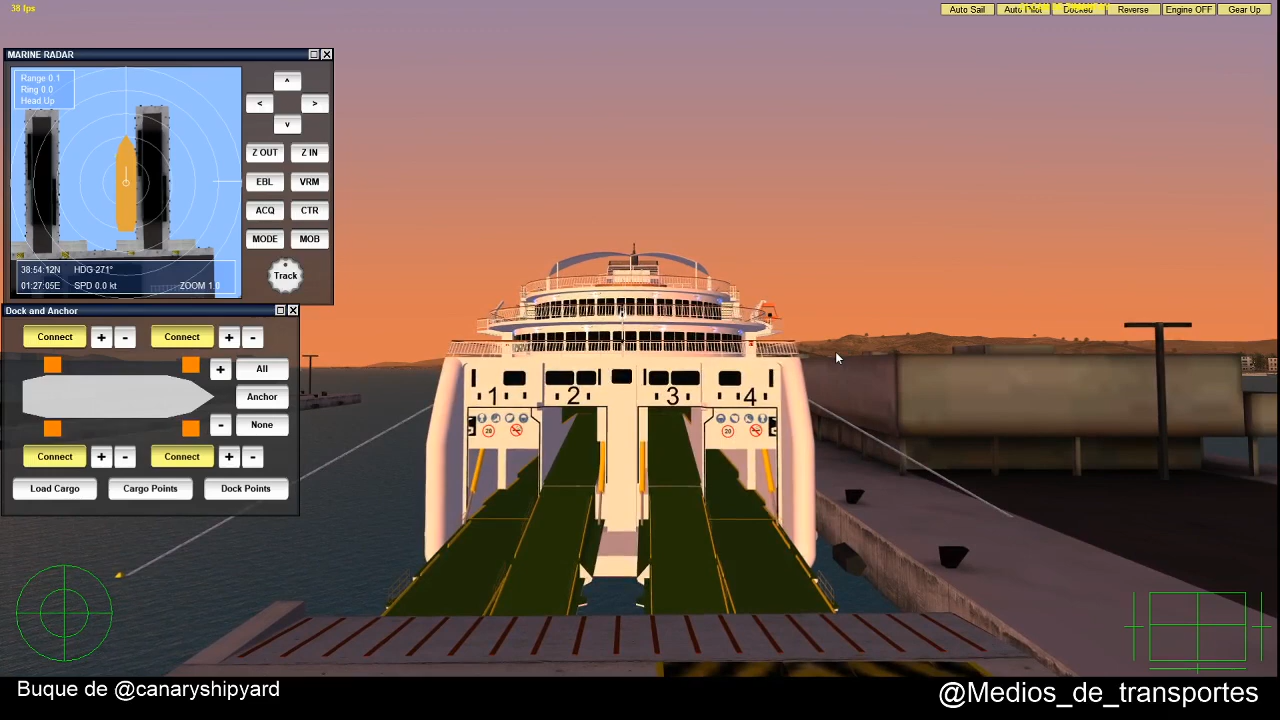 38 fps
Auto Sail Auto Pilot Docked Reverse Engine OFF Gear Up
MARINE RADAR
Range 0.1
Ring 0.0
Head Up
^
< >
v
Z OUT Z IN
EBL VRM
ACQ CTR
MODE MOB
Track
38:54:12N HDG 271°
01:27:05E SPD 0.0 kt ZOOM 1.0
Dock and Anchor
Connect + - Connect + -
+ All
Anchor
- None
Connect + - Connect + -
Load Cargo Cargo Points Dock Points
1 2 3 4
20 20
Buque de @canaryshipyard
@Medios_de_transportes